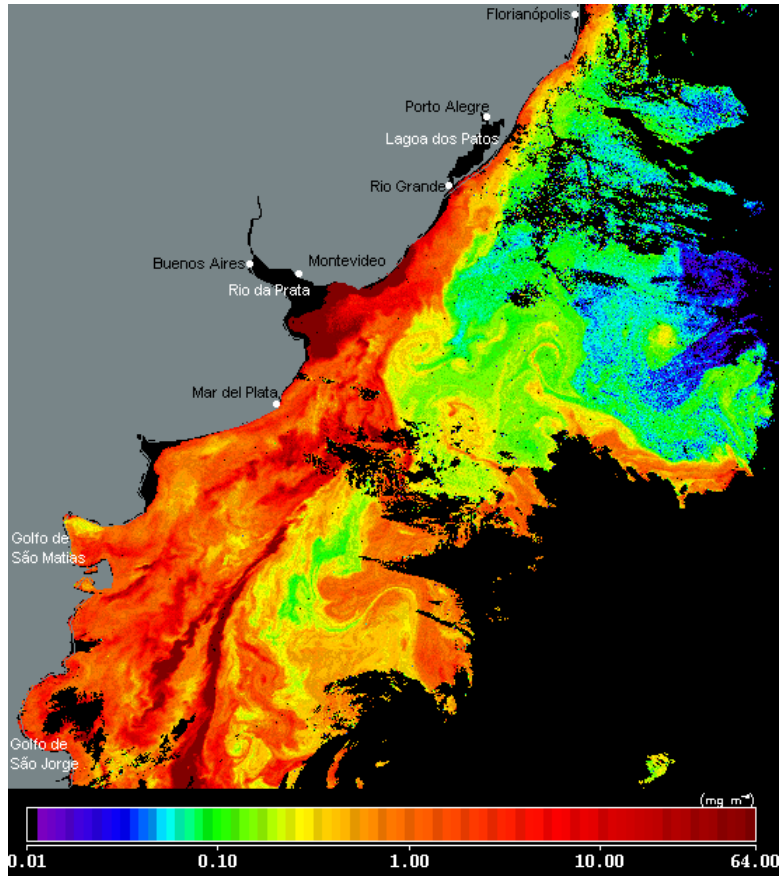 Florianópolis
Porto Alegre
Lagoa dos Patos
Rio Grande
Buenos Aires
Montevideo
Rio da Prata
Mar del Plata
Golfo de
São Matias
Golfo de
São Jorge
(mg m⁻³)
0.01 0.10 1.00 10.00 64.00